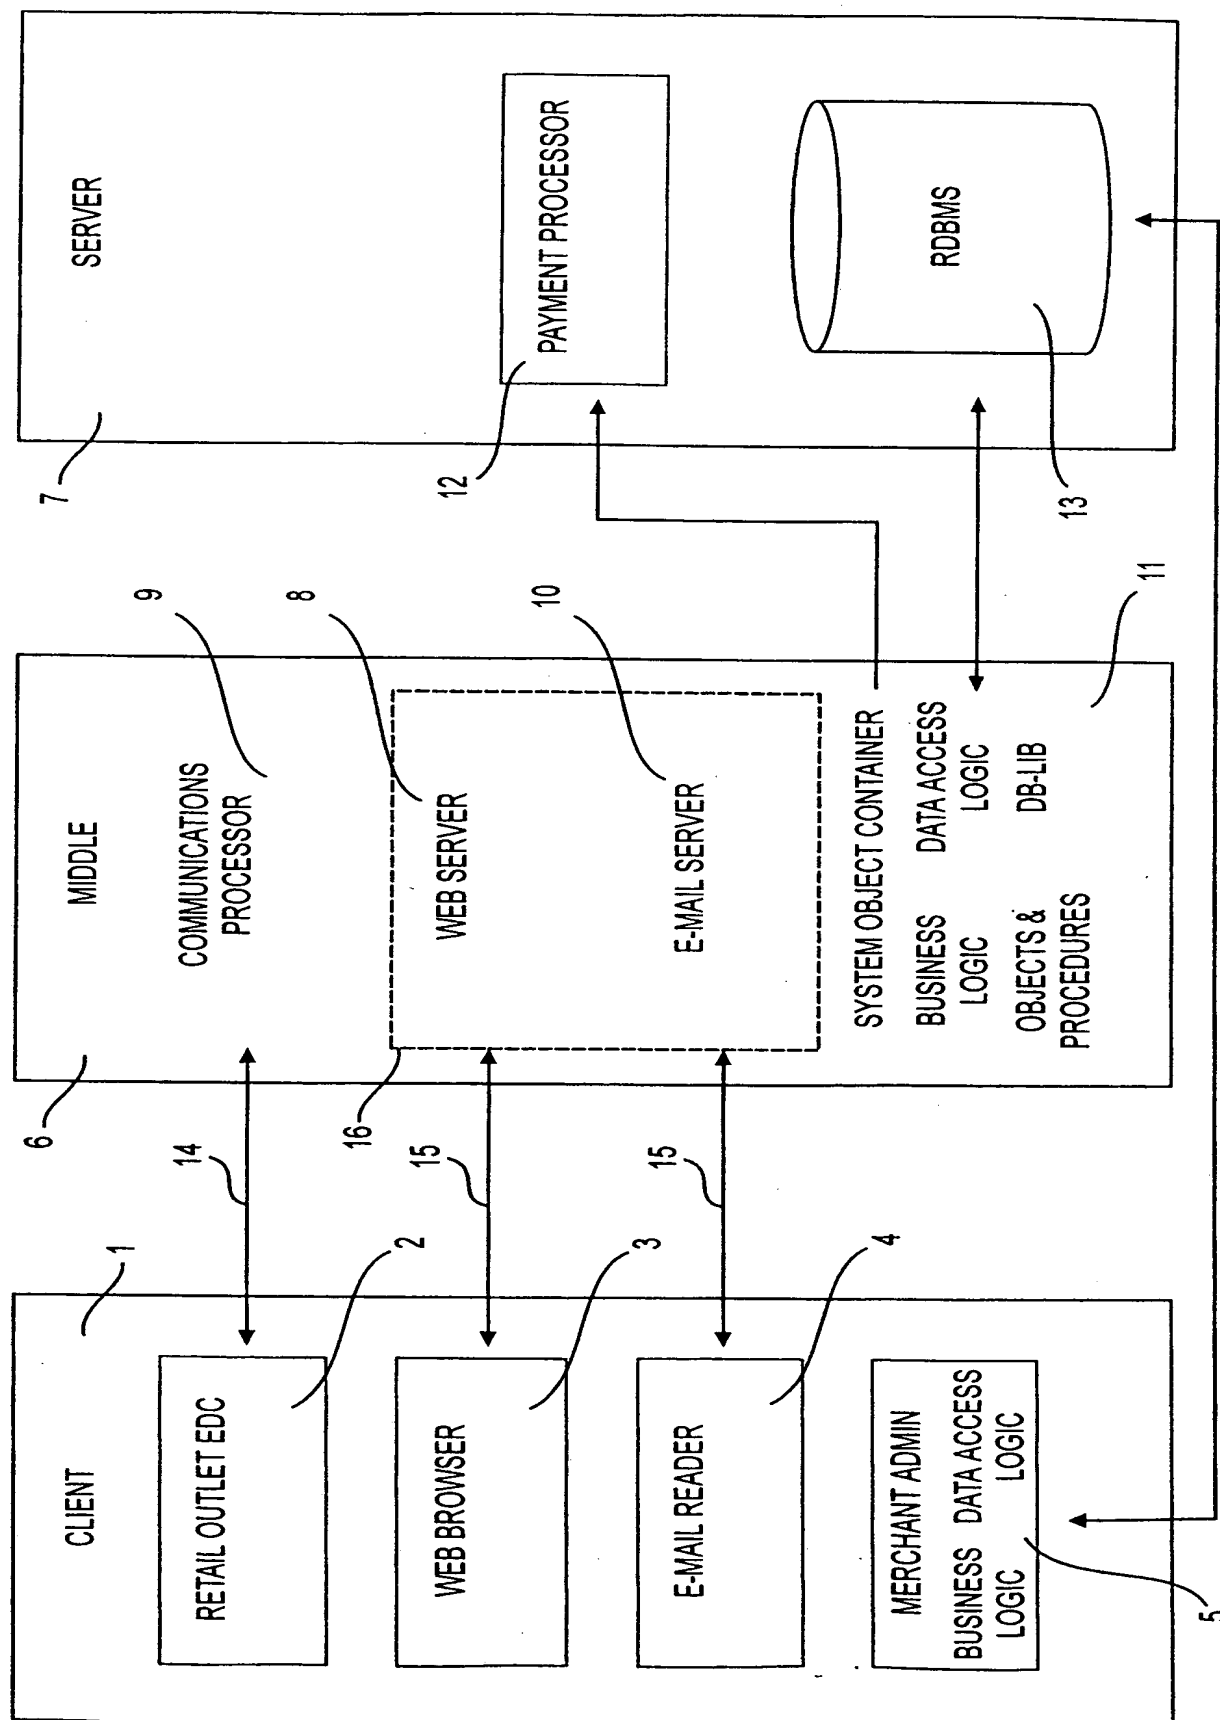 CLIENT
1
RETAIL OUTLET EDC
2
WEB BROWSER
3
E-MAIL READER
4
MERCHANT ADMIN
BUSINESS
LOGIC
DATA ACCESS
LOGIC
5
14
15
15
MIDDLE
6
COMMUNICATIONS
PROCESSOR
9
16
WEB SERVER
8
E-MAIL SERVER
10
SYSTEM OBJECT CONTAINER
BUSINESS
LOGIC
DATA ACCESS
LOGIC
OBJECTS &
PROCEDURES
DB-LIB
11
SERVER
7
PAYMENT PROCESSOR
12
RDBMS
13